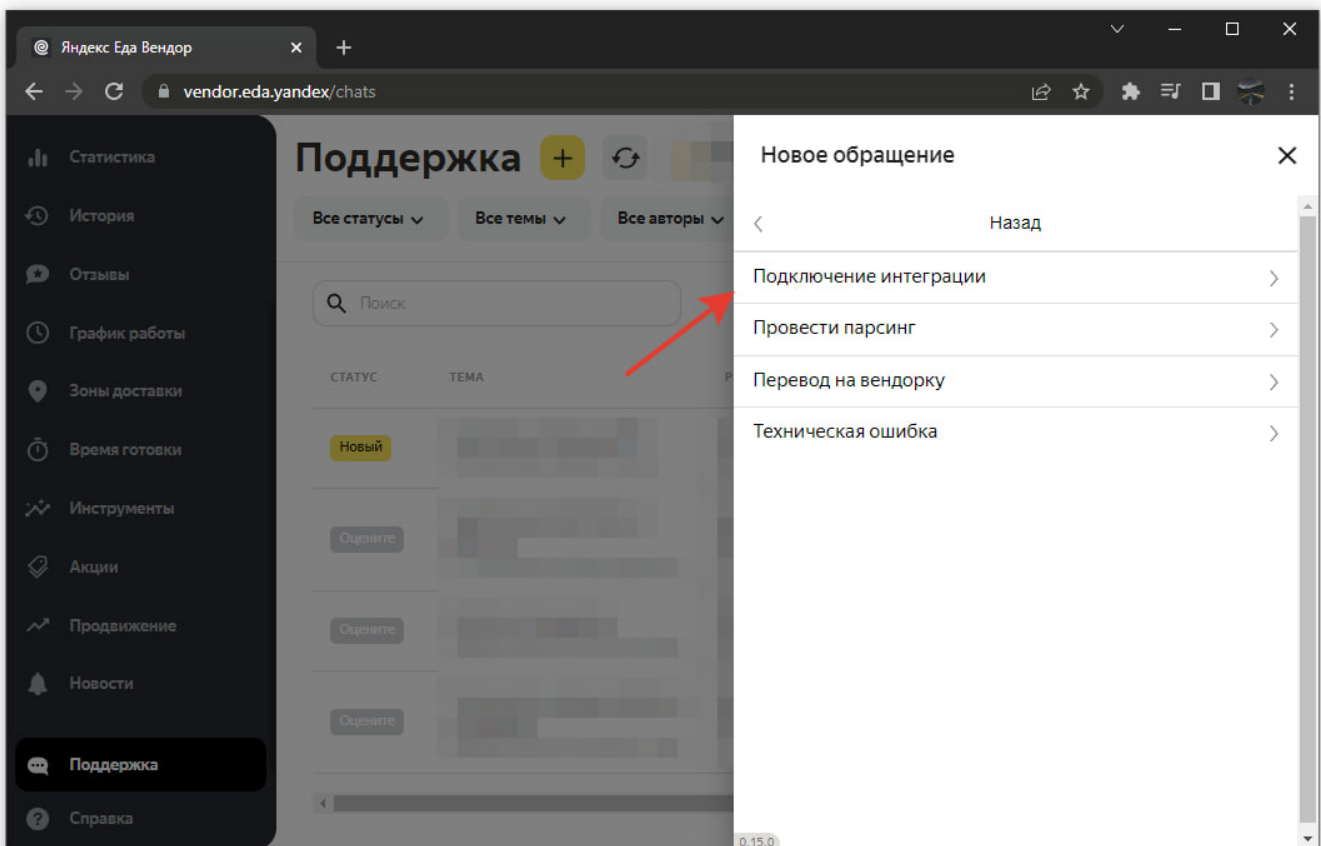 Яндекс Еда Вендор
vendor.eda.yandex/chats
Статистика
История
Отзывы
График работы
Зоны доставки
Время готовки
Инструменты
Акции
Продвижение
Новости
Поддержка
Справка
Поддержка
Все статусы
Все темы
Все авторы
Поиск
СТАТУС
ТЕМА
Новый
Оцените
Оцените
Оцените
Новое обращение
Назад
Подключение интеграции
Провести парсинг
Перевод на вендорку
Техническая ошибка
0.15.0